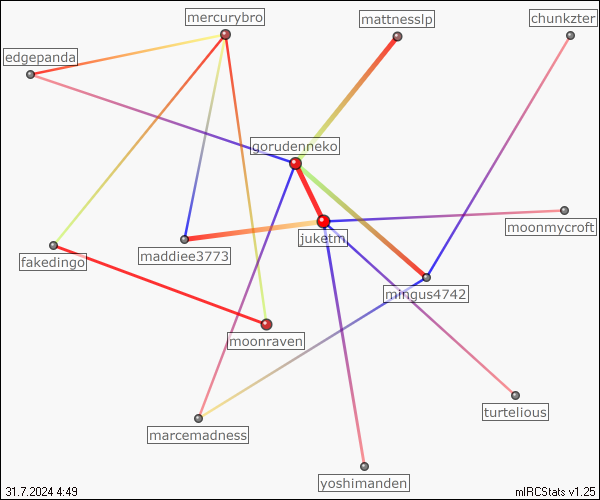 mercurybro
mattnesslp
chunkzter
edgepanda
gorudenneko
moonmycroft
juketm
maddiee3773
fakedingo
mingus4742
moonraven
turtelious
marcemadness
yoshimanden
31.7.2024 4:49
mIRCStats v1.25